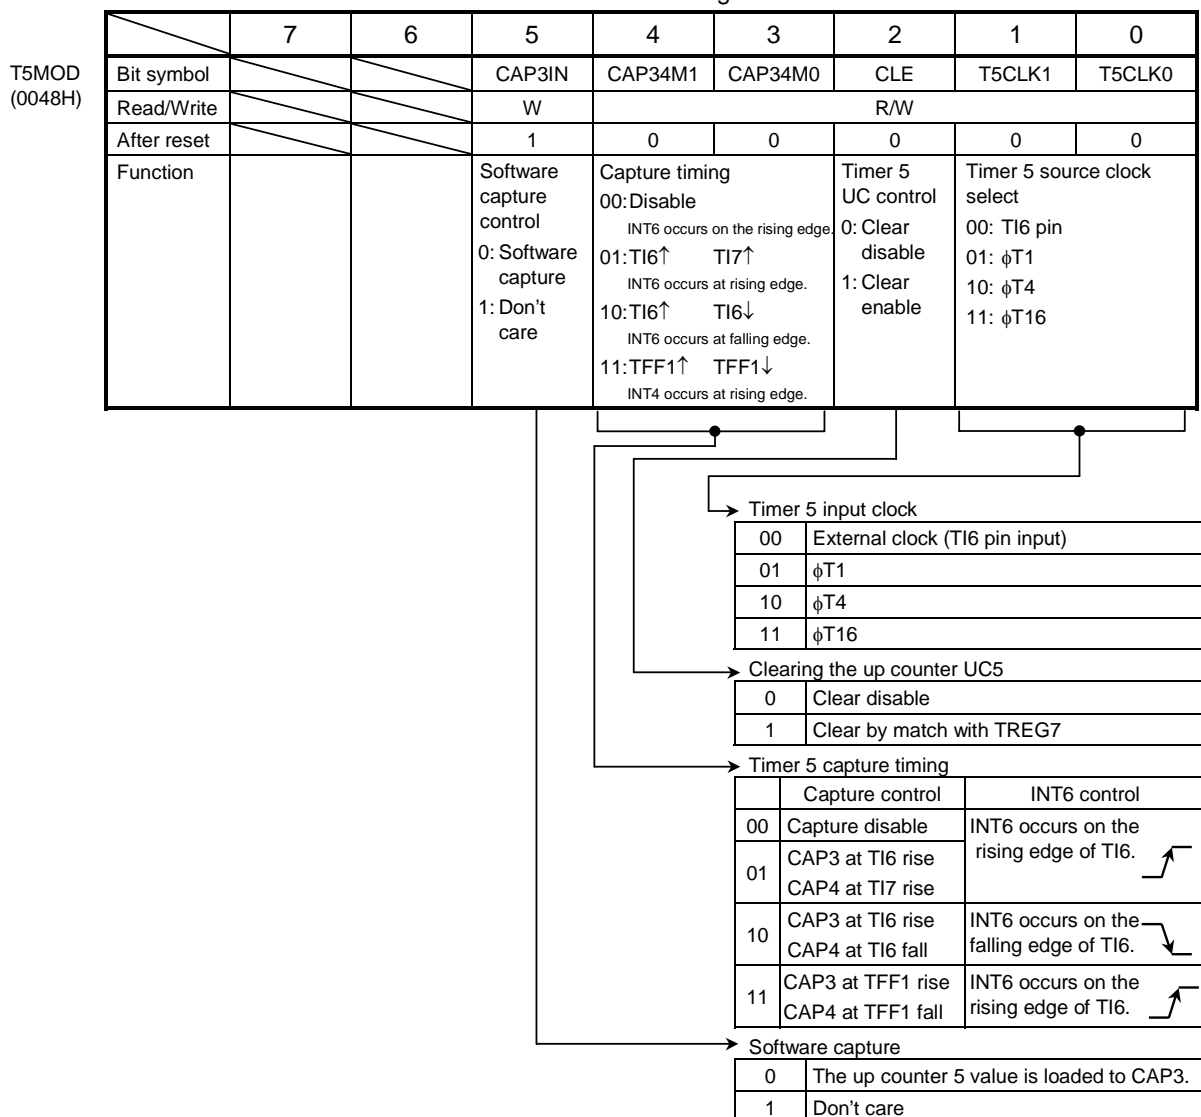 7 6 5 4 3 2 1 0
T5MOD
(0048H)
Bit symbol CAP3IN CAP34M1 CAP34M0 CLE T5CLK1 T5CLK0
Read/Write W R/W
After reset 1 0 0 0 0 0
Function
Software
capture
control
0: Software
capture
1: Don't
care
Capture timing
00: Disable
INT6 occurs on the rising edge.
01: TI6↑ TI7↑
INT6 occurs at rising edge.
10: TI6↑ TI6↓
INT6 occurs at falling edge.
11: TFF1↑ TFF1↓
INT4 occurs at rising edge.
Timer 5
UC control
0: Clear
disable
1: Clear
enable
Timer 5 source clock
select
00: TI6 pin
01: ϕT1
10: ϕT4
11: ϕT16
Timer 5 input clock
00 External clock (TI6 pin input)
01 ϕT1
10 ϕT4
11 ϕT16
Clearing the up counter UC5
0 Clear disable
1 Clear by match with TREG7
Timer 5 capture timing
Capture control INT6 control
00 Capture disable
INT6 occurs on the
rising edge of TI6.
01
CAP3 at TI6 rise
CAP4 at TI7 rise
10
CAP3 at TI6 rise
CAP4 at TI6 fall
INT6 occurs on the
falling edge of TI6.
11
CAP3 at TFF1 rise
CAP4 at TFF1 fall
INT6 occurs on the
rising edge of TI6.
Software capture
0 The up counter 5 value is loaded to CAP3.
1 Don't care